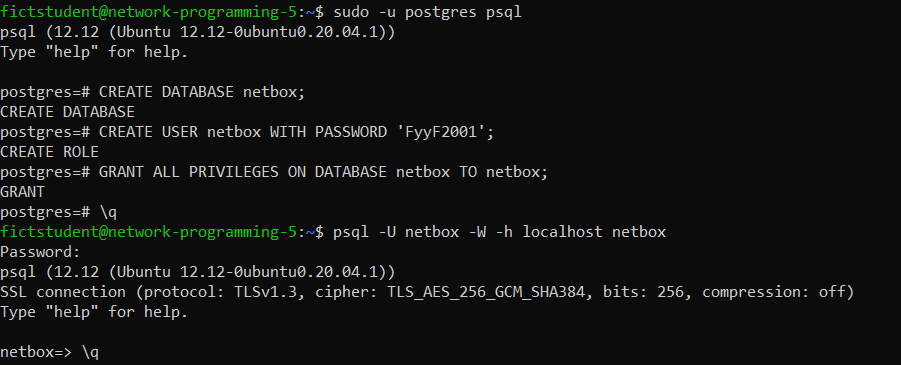 fictstudent@network-programming-5:~$ sudo -u postgres psql
psql (12.12 (Ubuntu 12.12-0ubuntu0.20.04.1))
Type "help" for help.
postgres=# CREATE DATABASE netbox;
CREATE DATABASE
postgres=# CREATE USER netbox WITH PASSWORD 'FyyF2001';
CREATE ROLE
postgres=# GRANT ALL PRIVILEGES ON DATABASE netbox TO netbox;
GRANT
postgres=# \q
fictstudent@network-programming-5:~$ psql -U netbox -W -h localhost netbox
Password:
psql (12.12 (Ubuntu 12.12-0ubuntu0.20.04.1))
SSL connection (protocol: TLSv1.3, cipher: TLS_AES_256_GCM_SHA384, bits: 256, compression: off)
Type "help" for help.
netbox=> \q